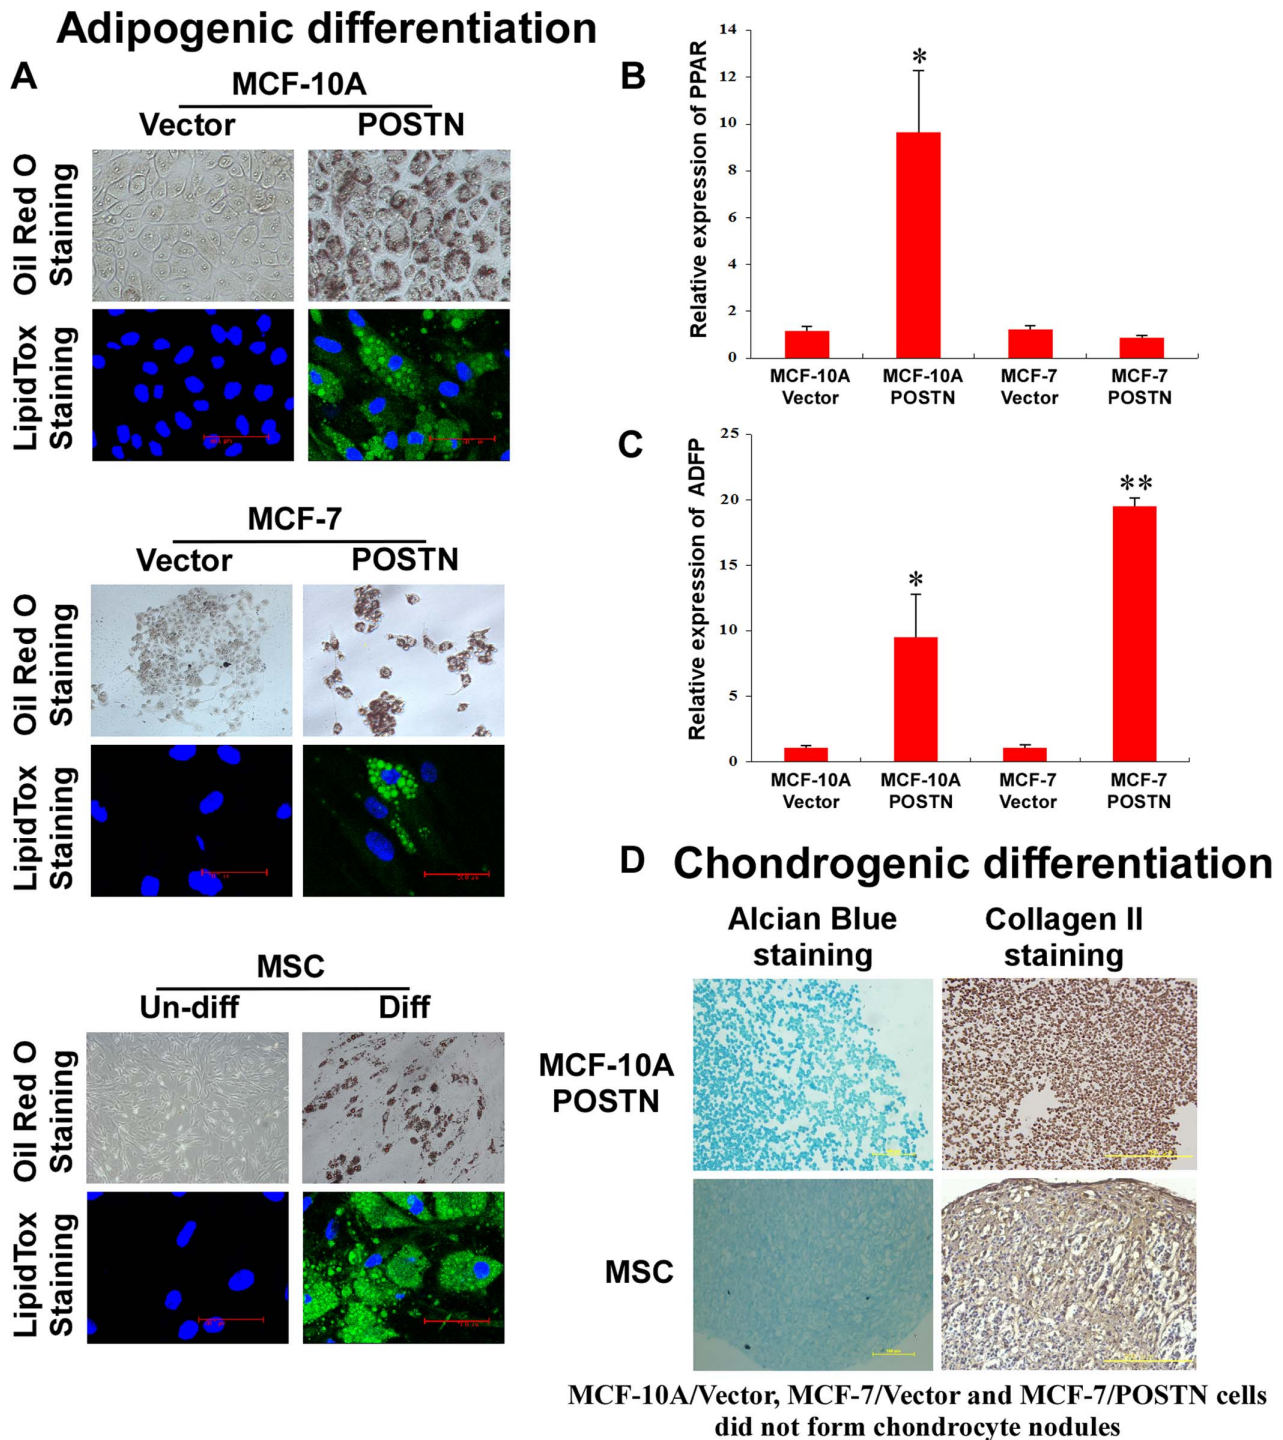 Adipogenic differentiation
A
MCF-10A
Vector
POSTN
Oil Red O
Staining
LipidTox
Staining
MCF-7
Vector
POSTN
Oil Red O
Staining
LipidTox
Staining
MSC
Un-diff
Diff
Oil Red O
Staining
LipidTox
Staining
B
Relative expression of PPAR
14
12
10
8
6
4
2
0
*
MCF-10A
Vector
MCF-10A
POSTN
MCF-7
Vector
MCF-7
POSTN
C
Relative expression of ADFP
25
20
15
10
5
0
*
**
MCF-10A
Vector
MCF-10A
POSTN
MCF-7
Vector
MCF-7
POSTN
D
Chondrogenic differentiation
Alcian Blue
staining
Collagen II
staining
MCF-10A
POSTN
MSC
MCF-10A/Vector, MCF-7/Vector and MCF-7/POSTN cells
did not form chondrocyte nodules